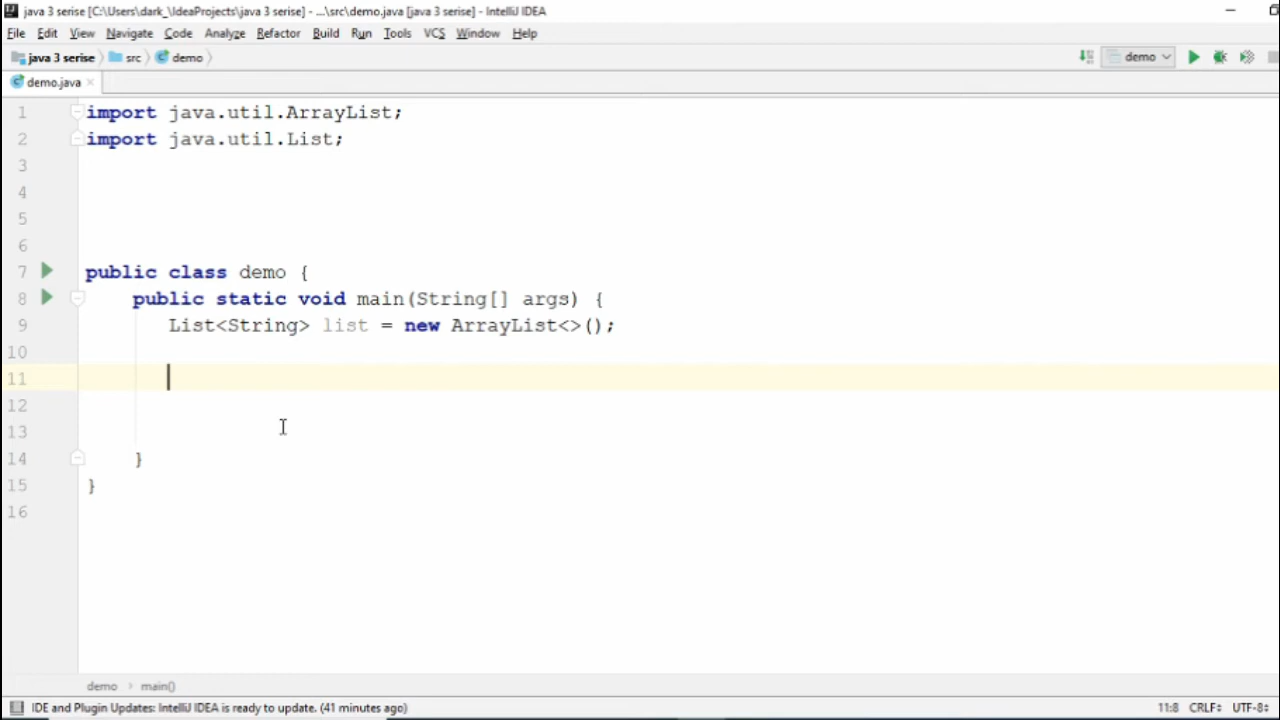 java 3 serise [C:\Users\dark_\IdeaProjects\java 3 serise] - ...\src\demo.java [java 3 serise] - IntelliJ IDEA
File Edit View Navigate Code Analyze Refactor Build Run Tools VCS Window Help
java 3 serise src demo demo
demo.java
1 import java.util.ArrayList;
2 import java.util.List;
3
4
5
6
7 public class demo {
8 public static void main(String[] args) {
9 List<String> list = new ArrayList<>();
10
11
12
13
14 }
15 }
16
demo main()
IDE and Plugin Updates: IntelliJ IDEA is ready to update. (41 minutes ago) 11:8 CRLF UTF-8